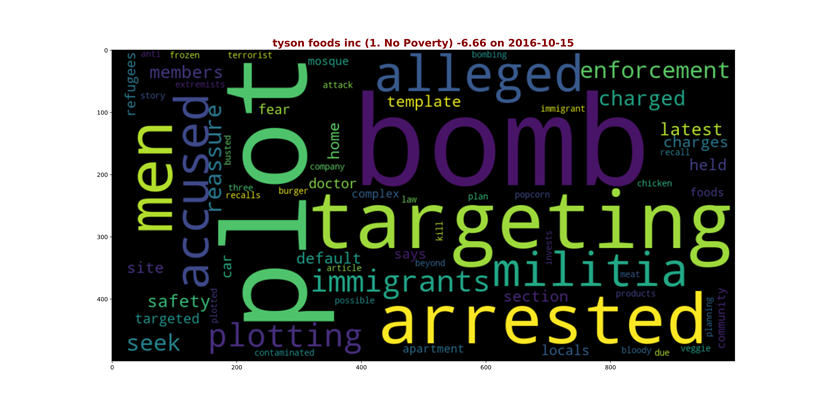 tyson foods inc (1. No Poverty) -6.66 on 2016-10-15
0
100
200
300
400
0
200
400
600
800
anti frozen terrorist bombing
mosque
refugees
members
extremists
attack
alleged
enforcement
story
template
charged
fear
immigrant
plot
bomb
men
accused
reassure
busted
home
latest
charges
recall
held
company
three
doctor
chicken
recalls
burger
complex
law
plan
popcorn
foods
targeting
kill
invests
says
beyond
default
article
car
site
immigrants
militia
meat
safety
plotted
possible
section
products
community
targeted
arrested
planning
seek
plotting
contaminated
apartment
locals
bloody
due
veggie